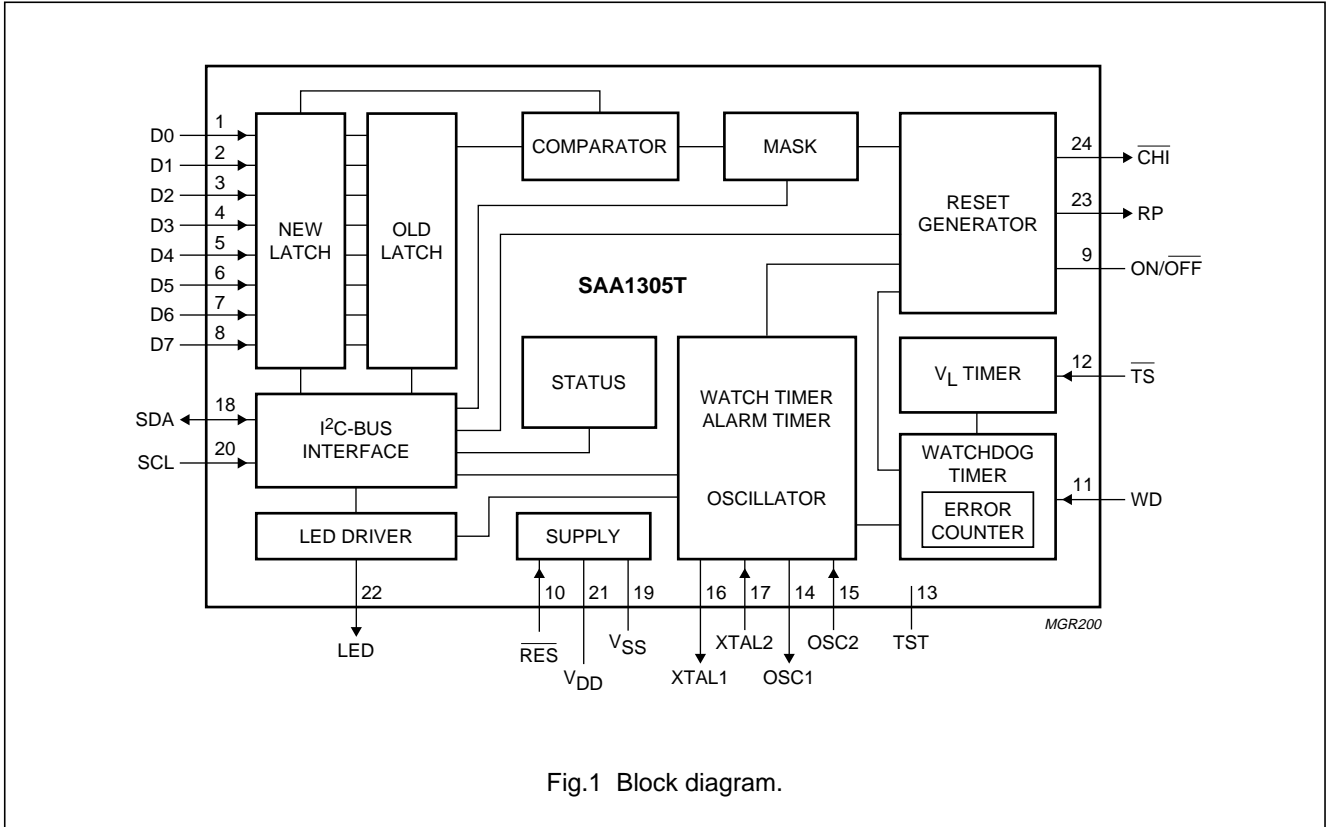 D0 1
D1 2
D2 3
D3 4
D4 5
D5 6
D6 7
D7 8
NEW
LATCH
OLD
LATCH
COMPARATOR
MASK
RESET
GENERATOR
24 C̅H̅I̅
23 RP
9 ON/O̅F̅F̅
SAA1305T
STATUS
WATCH TIMER
ALARM TIMER
OSCILLATOR
VL TIMER
12 T̅S̅
WATCHDOG
TIMER
ERROR
COUNTER
11 WD
SDA 18
SCL 20
I²C-BUS
INTERFACE
LED DRIVER
SUPPLY
22
10
21
19
16
17
14
15
13
LED
R̅E̅S̅
VDD
VSS
XTAL1
XTAL2
OSC1
OSC2
TST
MGR200
Fig.1 Block diagram.